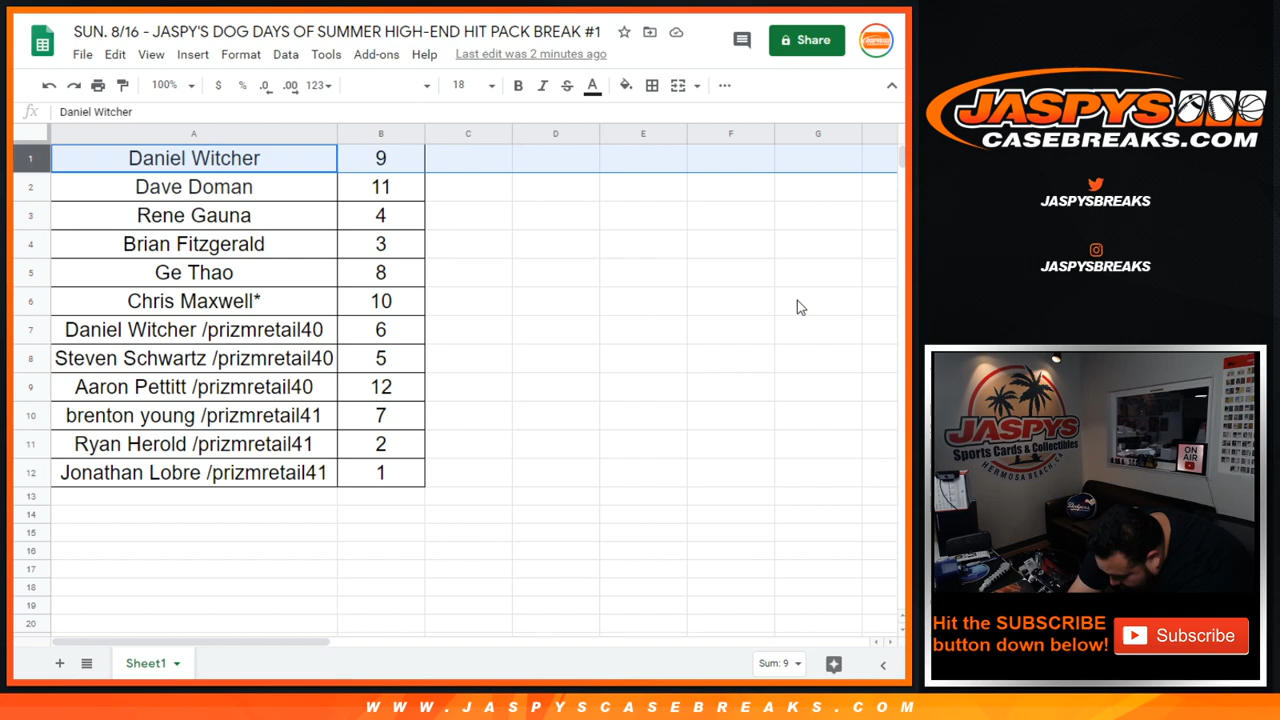 SUN. 8/16 - JASPY'S DOG DAYS OF SUMMER HIGH-END HIT PACK BREAK #1
Share
File Edit View Insert Format Data Tools Add-ons Help Last edit was 2 minutes ago
100% $ % .0 .00 123 18 B I S A
fx Daniel Witcher
A B C D E F G
1 Daniel Witcher 9
2 Dave Doman 11
3 Rene Gauna 4
4 Brian Fitzgerald 3
5 Ge Thao 8
6 Chris Maxwell* 10
7 Daniel Witcher /prizmretail40 6
8 Steven Schwartz /prizmretail40 5
9 Aaron Pettitt /prizmretail40 12
10 brenton young /prizmretail41 7
11 Ryan Herold /prizmretail41 2
12 Jonathan Lobre /prizmretail41 1
13
14
15
16
17
18
19
20
Sheet1
Sum: 9
JASPYS
CASEBREAKS.COM
JASPYSBREAKS
JASPYSBREAKS
JASPYS
Sports Cards & Collectibles
HERMOSA BEACH, CA
ON
AIR
Dodgers
Hit the SUBSCRIBE
button down below!
Subscribe
WWW.JASPYSCASEBREAKS.COM